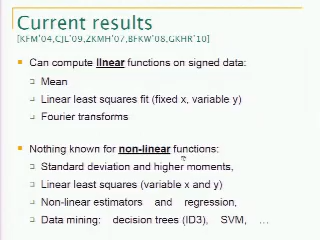 Current results
[KFM'04,CJL'09,ZKMH'07,BFKW'08,GKHR'10]
Can compute linear functions on signed data:
Mean
Linear least squares fit (fixed x, variable y)
Fourier transforms
Nothing known for non-linear functions:
Standard deviation and higher moments,
Linear least squares (variable x and y)
Non-linear estimators and regression,
Data mining: decision trees (ID3), SVM, ...